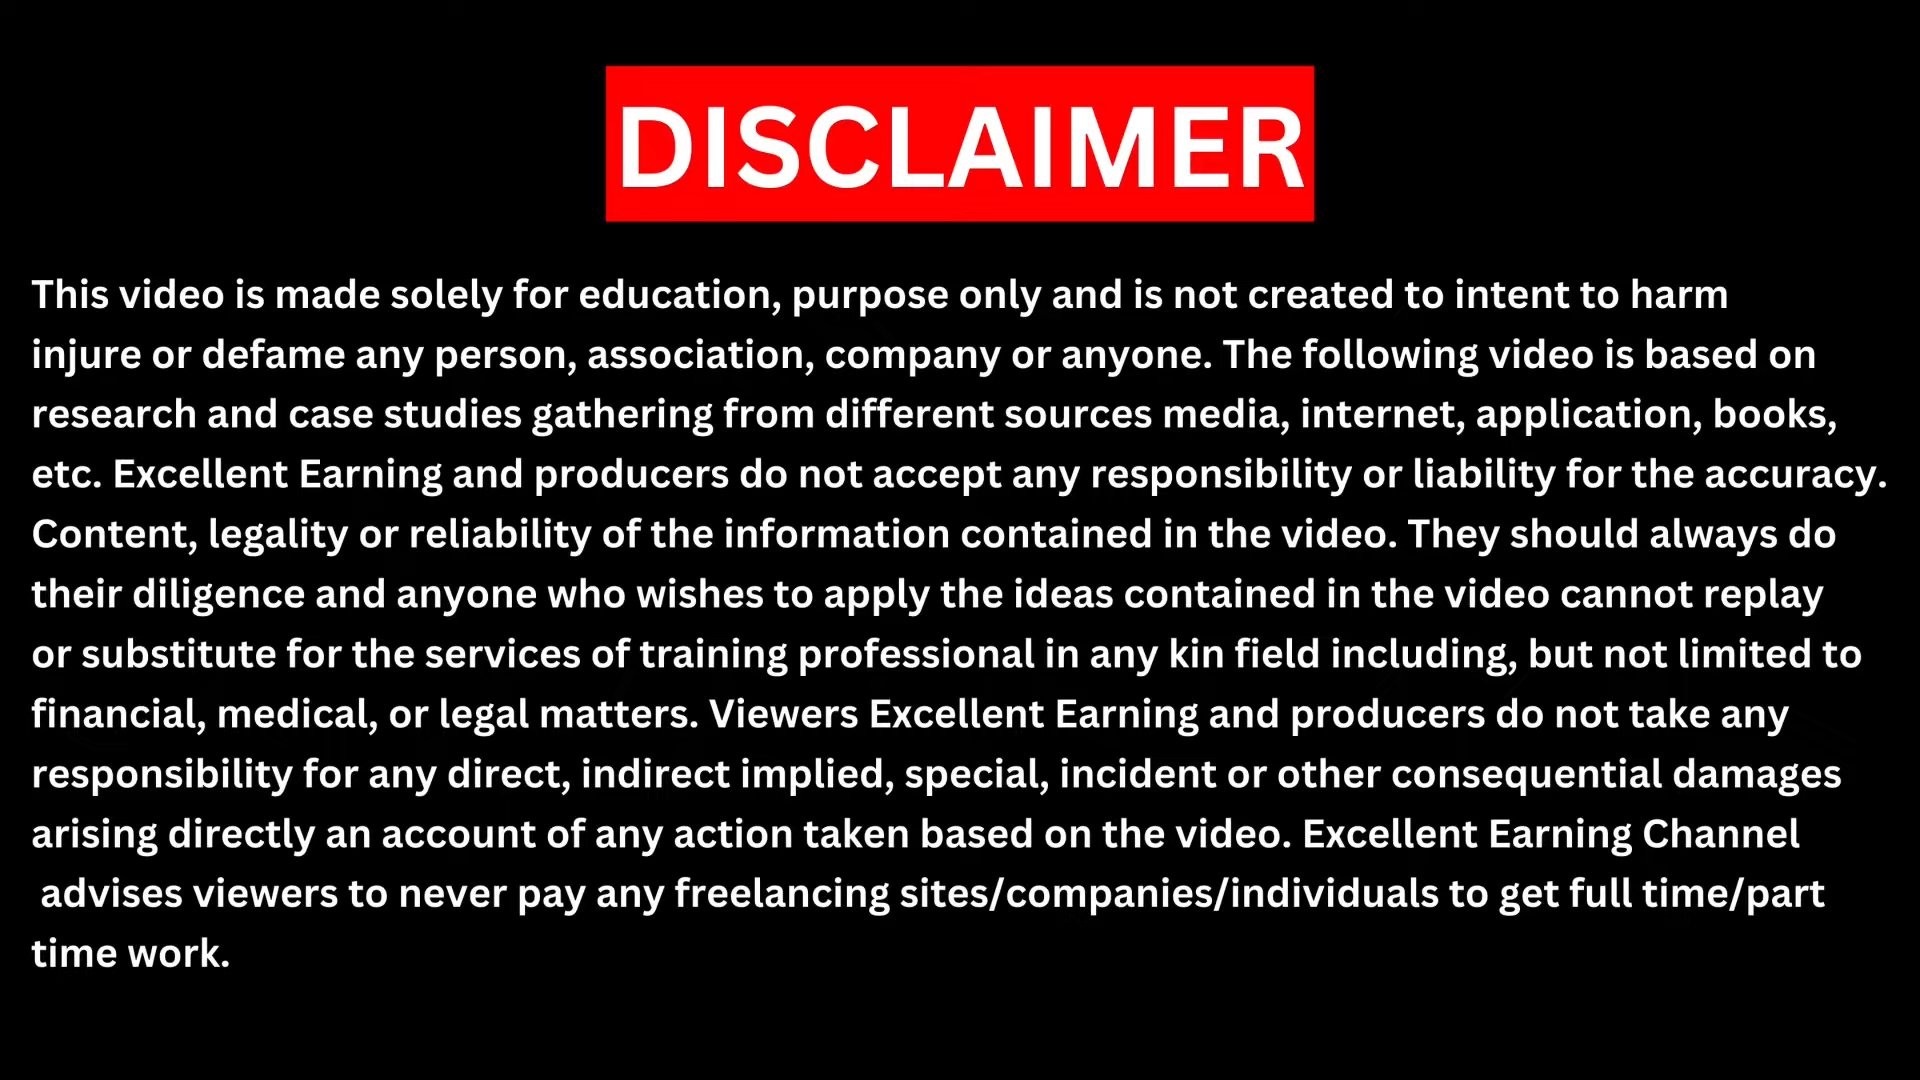 DISCLAIMER
This video is made solely for education, purpose only and is not created to intent to harm
injure or defame any person, association, company or anyone. The following video is based on
research and case studies gathering from different sources media, internet, application, books,
etc. Excellent Earning and producers do not accept any responsibility or liability for the accuracy.
Content, legality or reliability of the information contained in the video. They should always do
their diligence and anyone who wishes to apply the ideas contained in the video cannot replay
or substitute for the services of training professional in any kin field including, but not limited to
financial, medical, or legal matters. Viewers Excellent Earning and producers do not take any
responsibility for any direct, indirect implied, special, incident or other consequential damages
arising directly an account of any action taken based on the video. Excellent Earning Channel
advises viewers to never pay any freelancing sites/companies/individuals to get full time/part
time work.